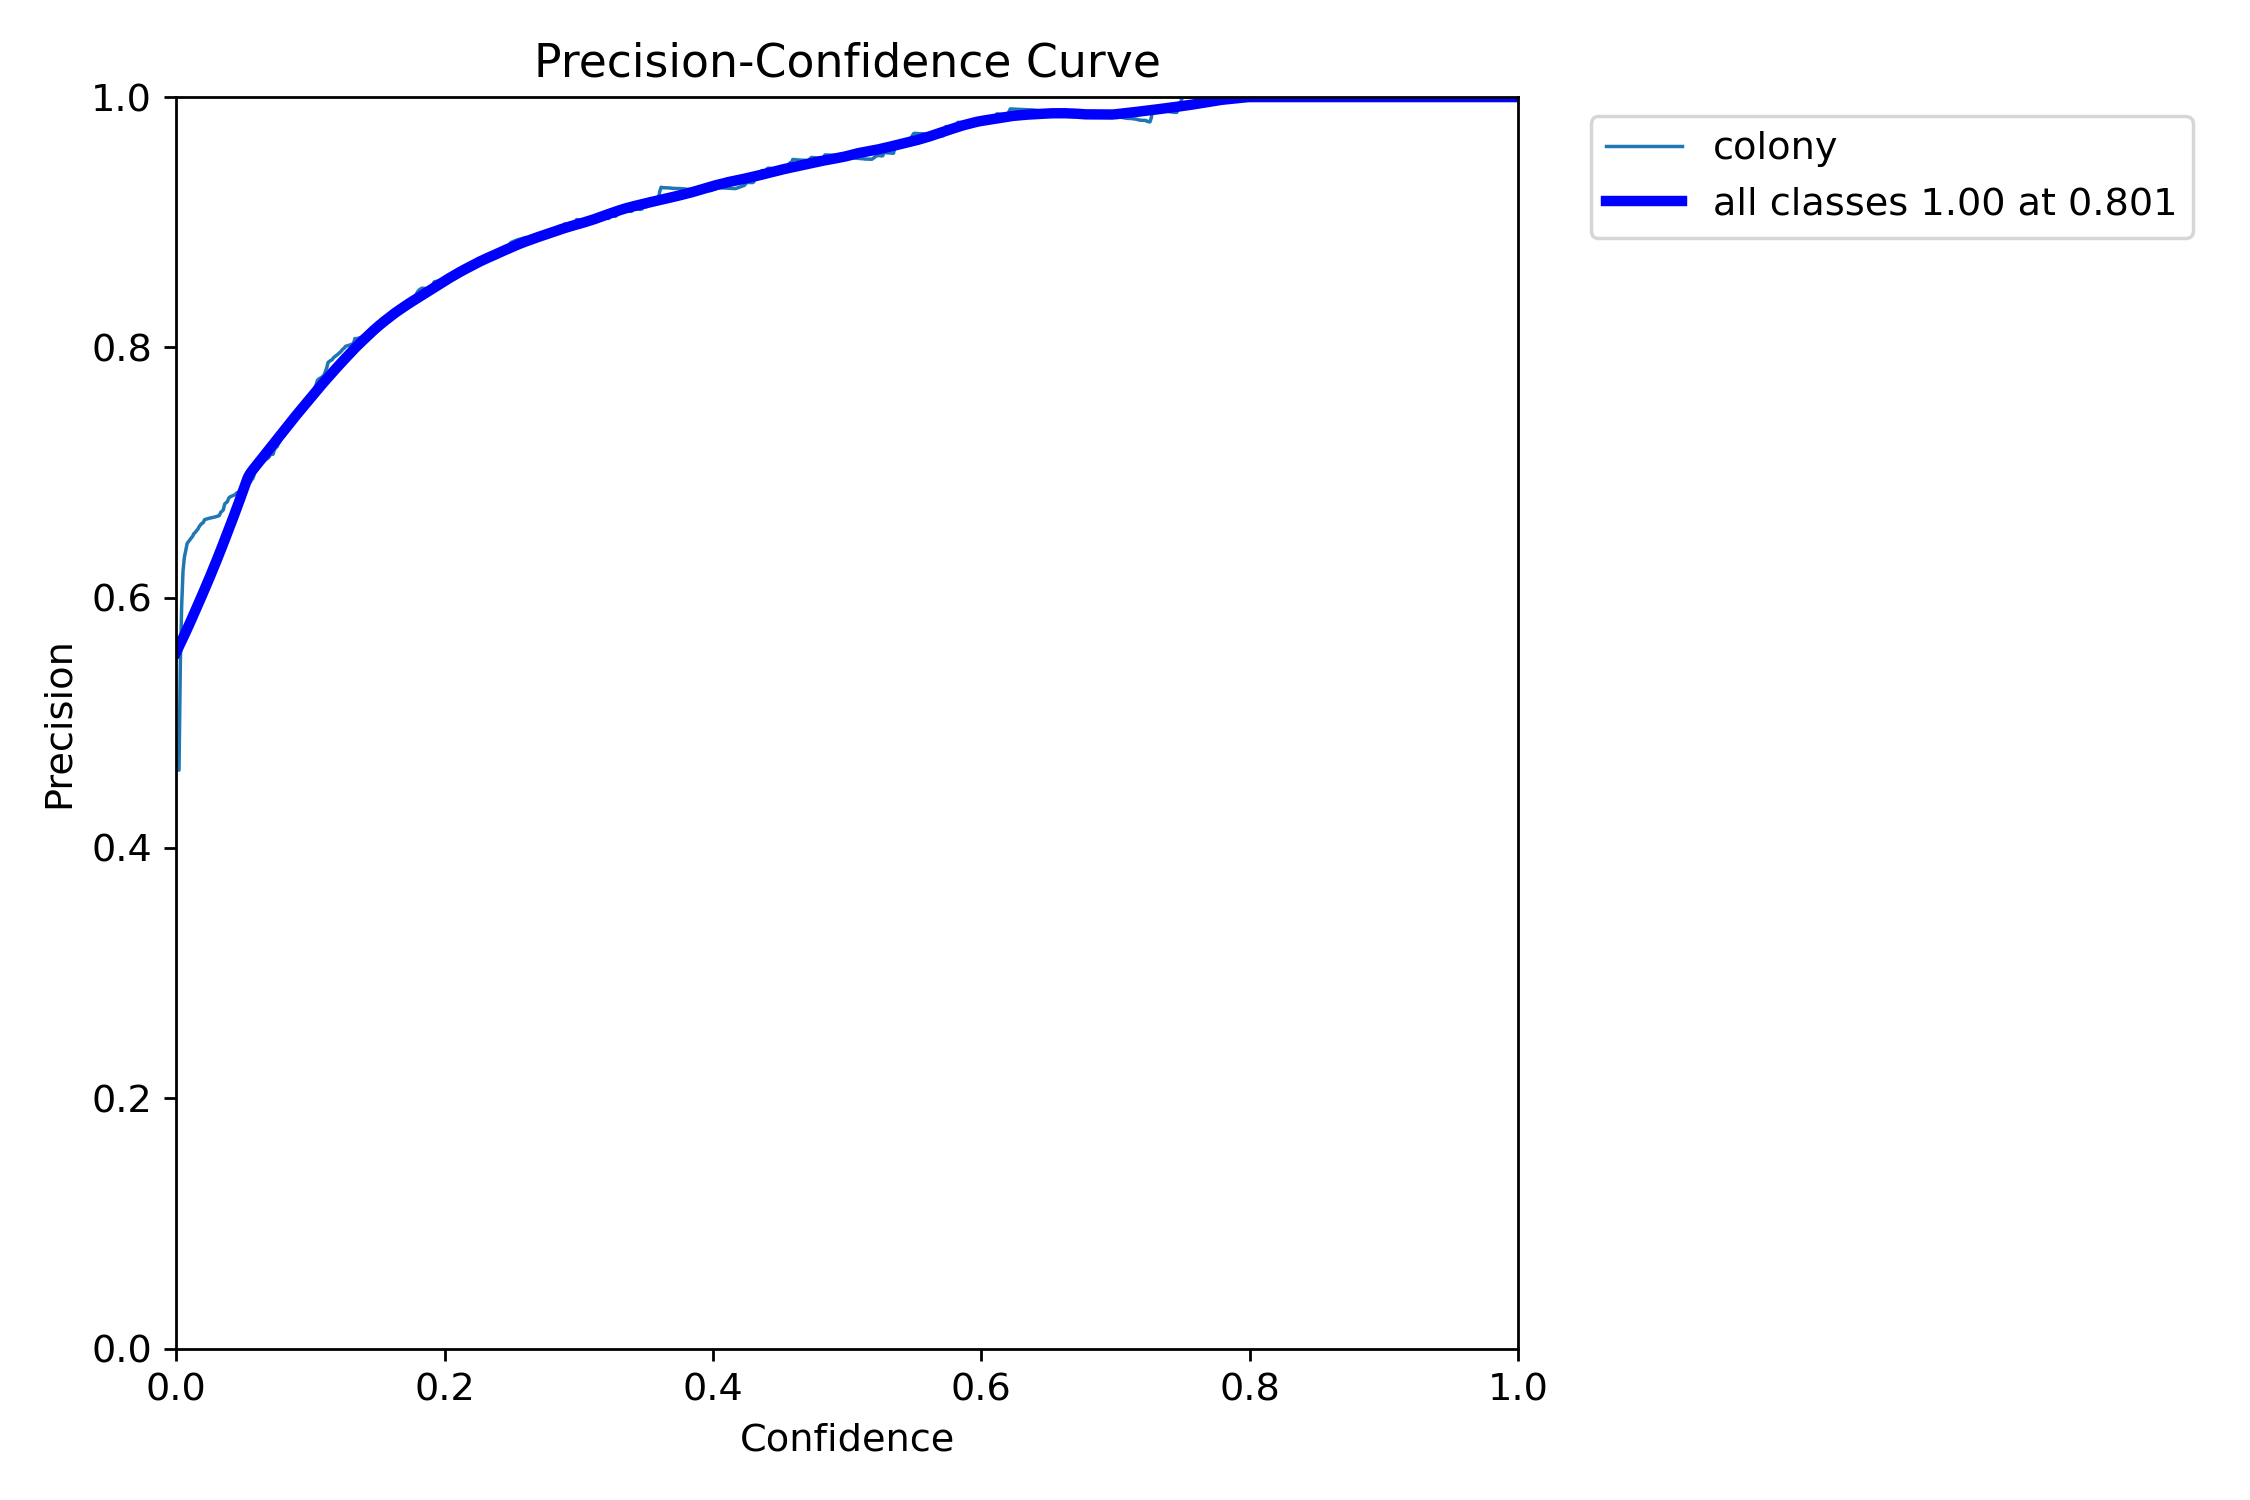 Precision-Confidence Curve
1.0
0.8
0.6
0.4
0.2
0.0
Precision
0.0 0.2 0.4 0.6 0.8 1.0
Confidence
colony
all classes 1.00 at 0.801